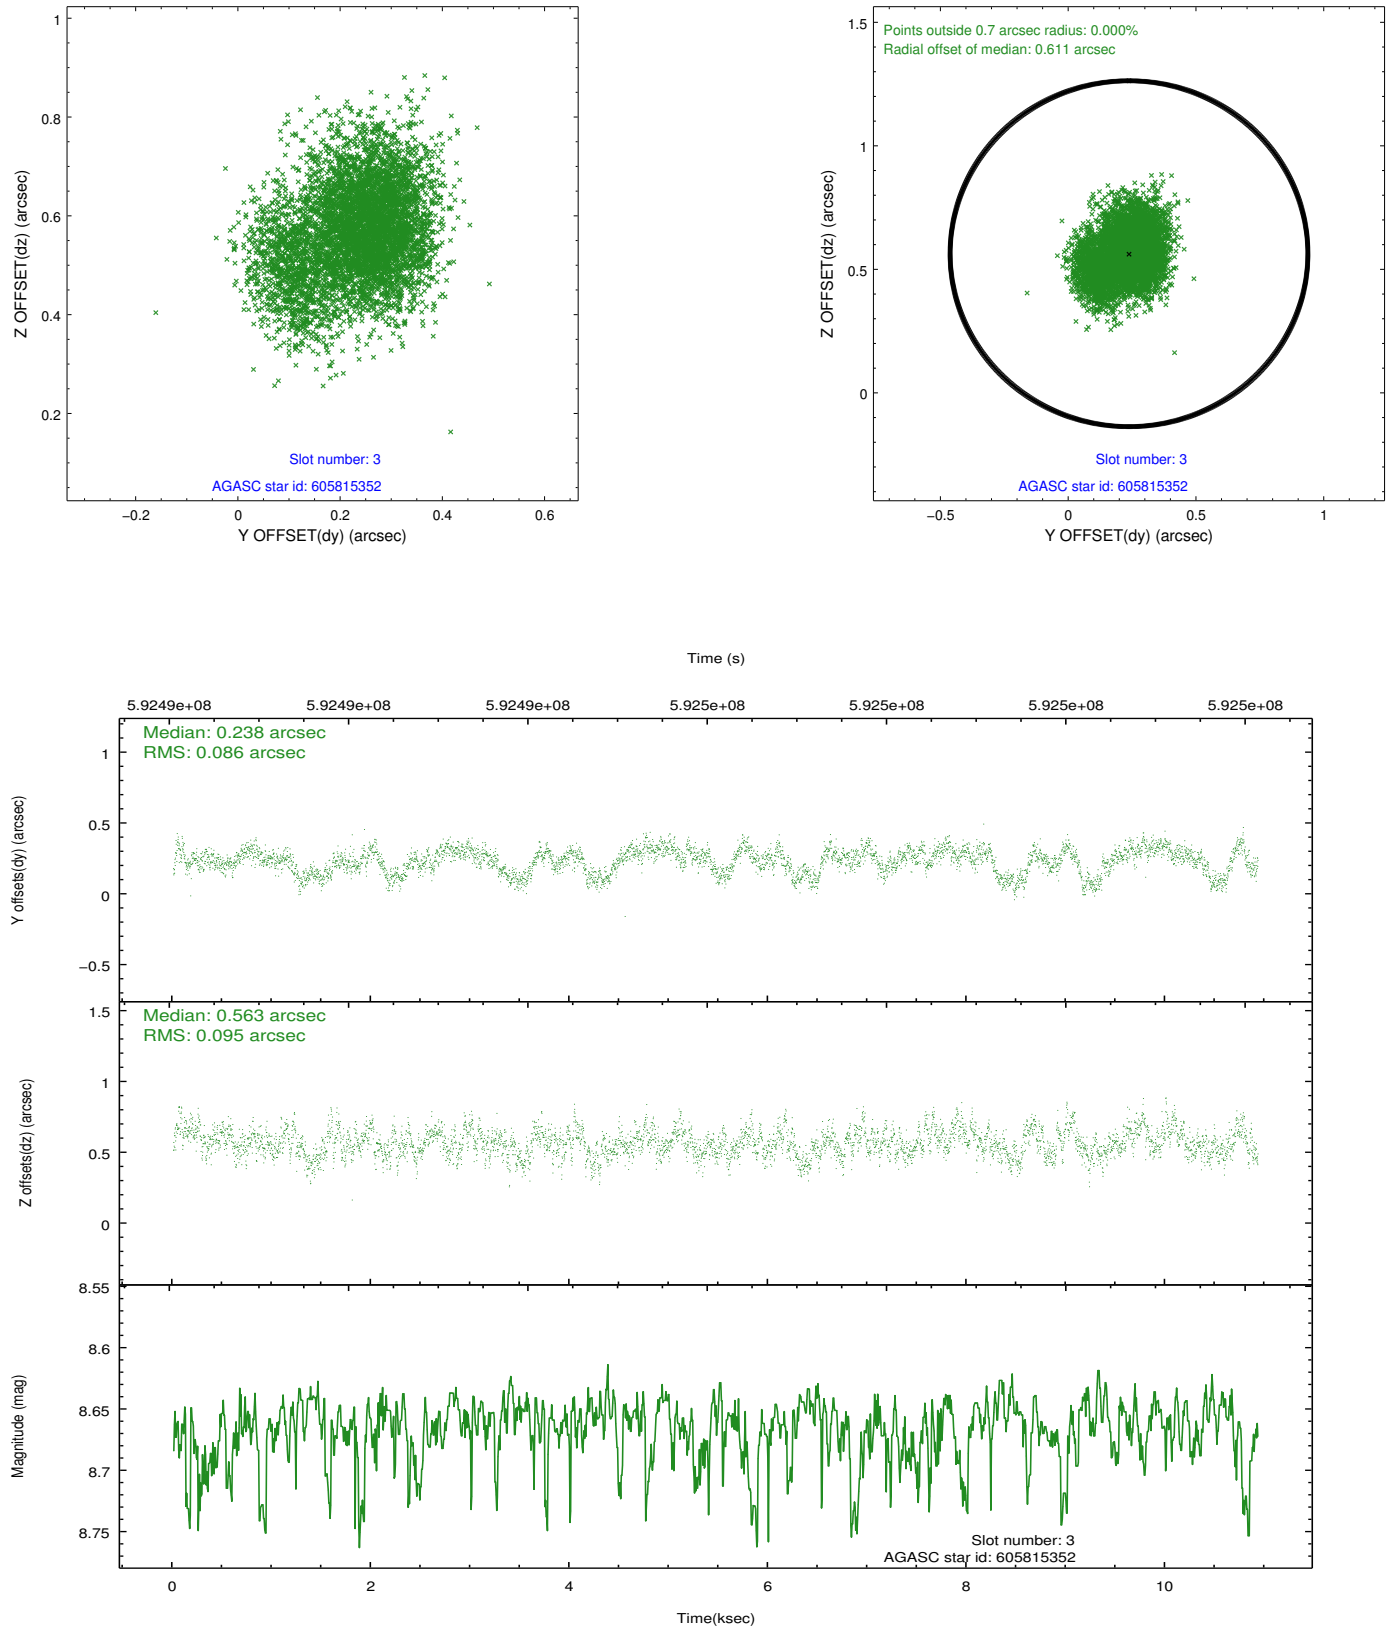 1
0.8
0.6
0.4
0.2
Z OFFSET(dz) (arcsec)
Slot number: 3
AGASC star id: 605815352
−0.2 0 0.2 0.4 0.6
Y OFFSET(dy) (arcsec)
1.5
1
0.5
0
Z OFFSET(dz) (arcsec)
Points outside 0.7 arcsec radius: 0.000%
Radial offset of median: 0.611 arcsec
Slot number: 3
AGASC star id: 605815352
−0.5 0 0.5 1
Y OFFSET(dy) (arcsec)
Time (s)
5.9249e+08 5.9249e+08 5.9249e+08 5.925e+08 5.925e+08 5.925e+08 5.925e+08
Median: 0.238 arcsec
RMS: 0.086 arcsec
1
0.5
0
−0.5
Y offsets(dy) (arcsec)
Median: 0.563 arcsec
RMS: 0.095 arcsec
1.5
1
0.5
0
Z offsets(dz) (arcsec)
8.55
8.6
8.65
8.7
8.75
Magnitude (mag)
Slot number: 3
AGASC star id: 605815352
0 2 4 6 8 10
Time(ksec)